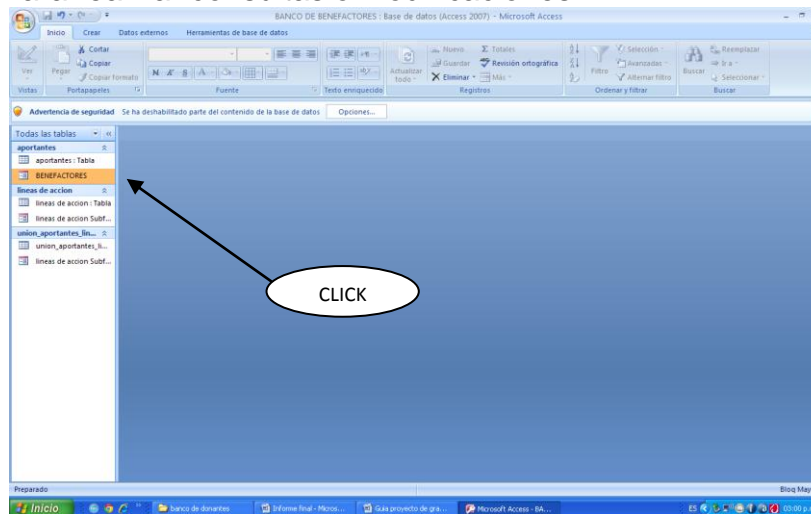 BANCO DE BENEFACTORES : Base de datos (Access 2007) - Microsoft Access
Inicio Crear Datos externos Herramientas de base de datos
Ver
Pegar
Cortar
Copiar
Copiar formato
N K S A
Actualizar todo
Nuevo
Guardar
Eliminar
Totales
Revisión ortográfica
Más
Filtro
Selección
Avanzadas
Alternar filtro
Buscar
Reemplazar
Ir a
Seleccionar
Vistas Portapapeles Fuente Texto enriquecido Registros Ordenar y filtrar Buscar
Advertencia de seguridad Se ha deshabilitado parte del contenido de la base de datos Opciones...
Todas las tablas
aportantes
aportantes : Tabla
BENEFACTORES
lineas de accion
lineas de accion : Tabla
lineas de accion Subf...
union_aportantes_lin...
union_aportantes_li...
lineas de accion Subf...
CLICK
Preparado
Bloq May
Inicio banco de donantes Informe final - Micros... Guia proyecto de gra... Microsoft Access - BA... ES 03:00 p.